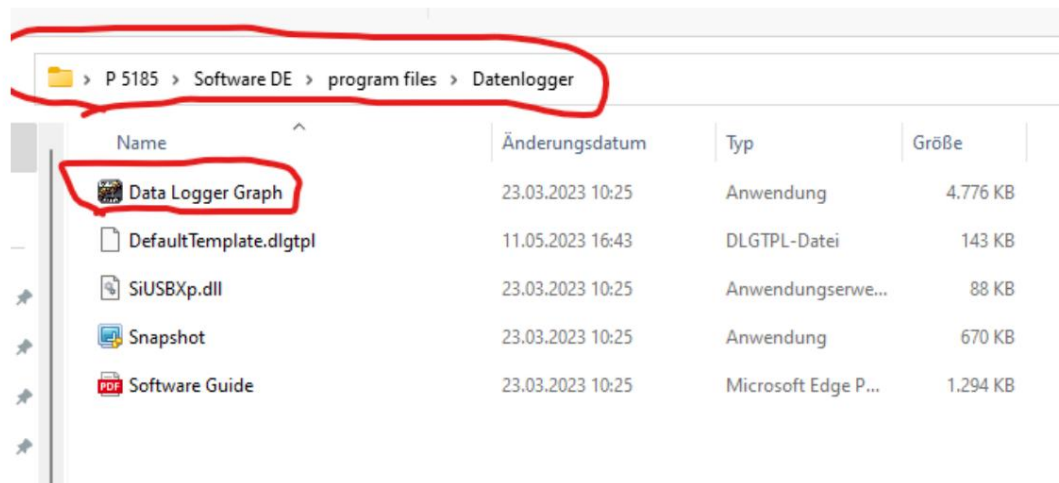 P 5185 > Software DE > program files > Datenlogger
Name Änderungsdatum Typ Größe
Data Logger Graph 23.03.2023 10:25 Anwendung 4.776 KB
DefaultTemplate.dlgtpl 11.05.2023 16:43 DLGTPL-Datei 143 KB
SiUSBXp.dll 23.03.2023 10:25 Anwendungserwe... 88 KB
Snapshot 23.03.2023 10:25 Anwendung 670 KB
PDF Software Guide 23.03.2023 10:25 Microsoft Edge P... 1.294 KB